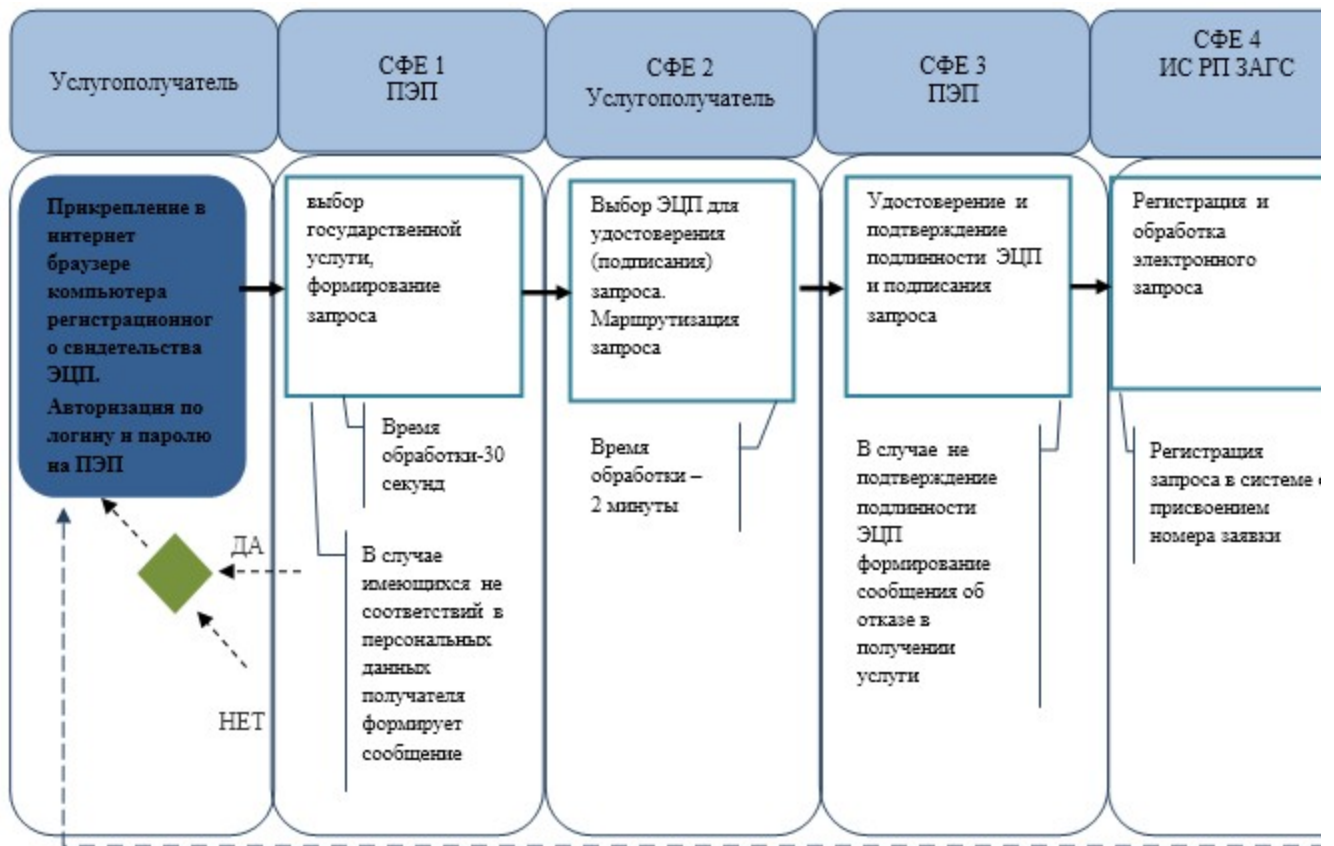 Услугополучатель
СФЕ 1
ПЭП
СФЕ 2
Услугополучатель
СФЕ 3
ПЭП
СФЕ 4
ИС РП ЗАГС
Прикрепление в
интернет
браузере
компьютера
регистрационног
о свидетельства
ЭЦП.
Авторизация по
логину и паролю
на ПЭП
выбор
государственной
услуги,
формирование
запроса
Выбор ЭЦП для
удостоверения
(подписания)
запроса.
Маршрутизация
запроса
Удостоверение и
подтверждение
подлинности ЭЦП
и подписания
запроса
Регистрация и
обработка
электронного
запроса
Время
обработки-30
секунд
Время
обработки –
2 минуты
В случае не
подтверждение
подлинности
ЭЦП
формирование
сообщения об
отказе в
получении
услуги
Регистрация
запроса в системе с
присвоением
номера заявки
ДА
В случае
имеющихся не
соответствий в
персональных
данных
получателя
формирует
сообщение
НЕТ